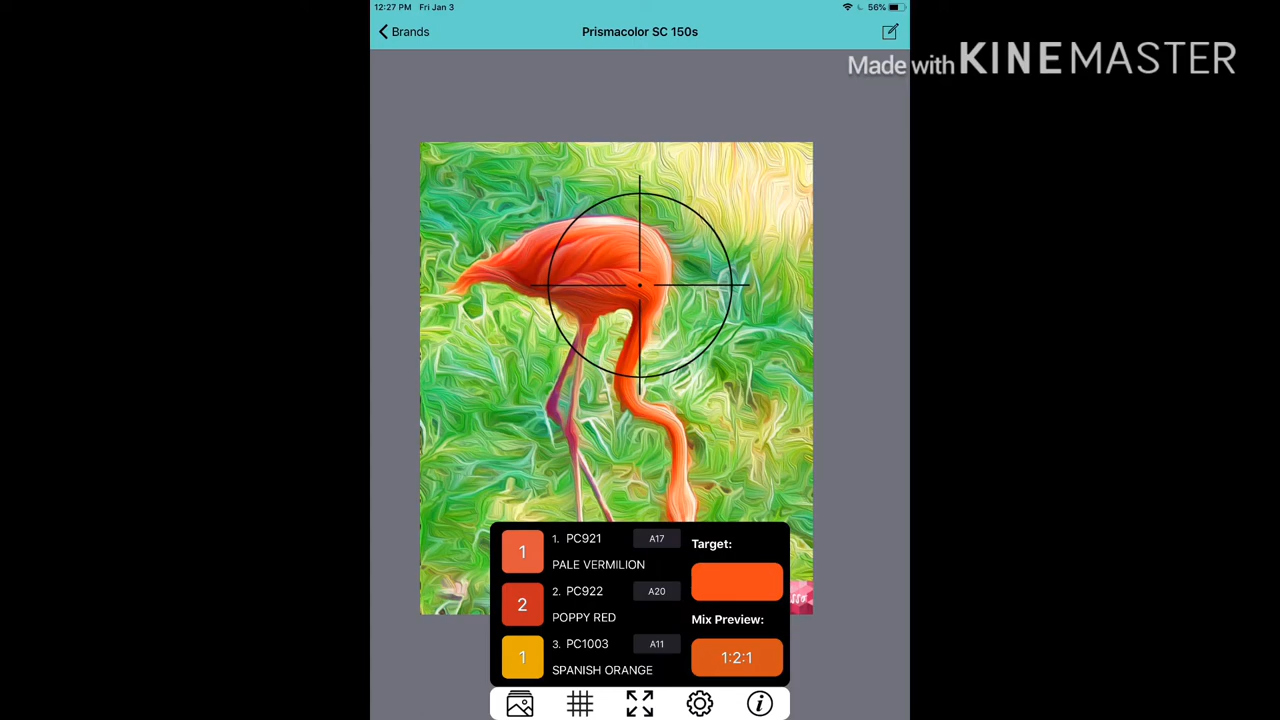 12:27 PM Fri Jan 3
56%
Brands
Prismacolor SC 150s
Made with KINEMASTER
1
1. PC921
A17
PALE VERMILION
2
2. PC922
A20
POPPY RED
1
3. PC1003
A11
SPANISH ORANGE
Target:
Mix Preview:
1:2:1